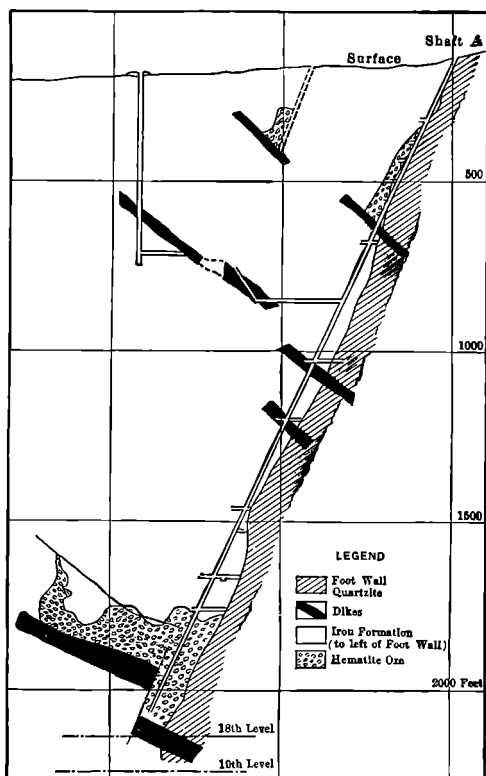 Shaft A
Surface
500
1000
1500
LEGEND
Foot Wall
Quartzite
Dikes
Iron Formation
(to left of Foot Wall)
Hematite Ore
2000 Feet
18th Level
19th Level